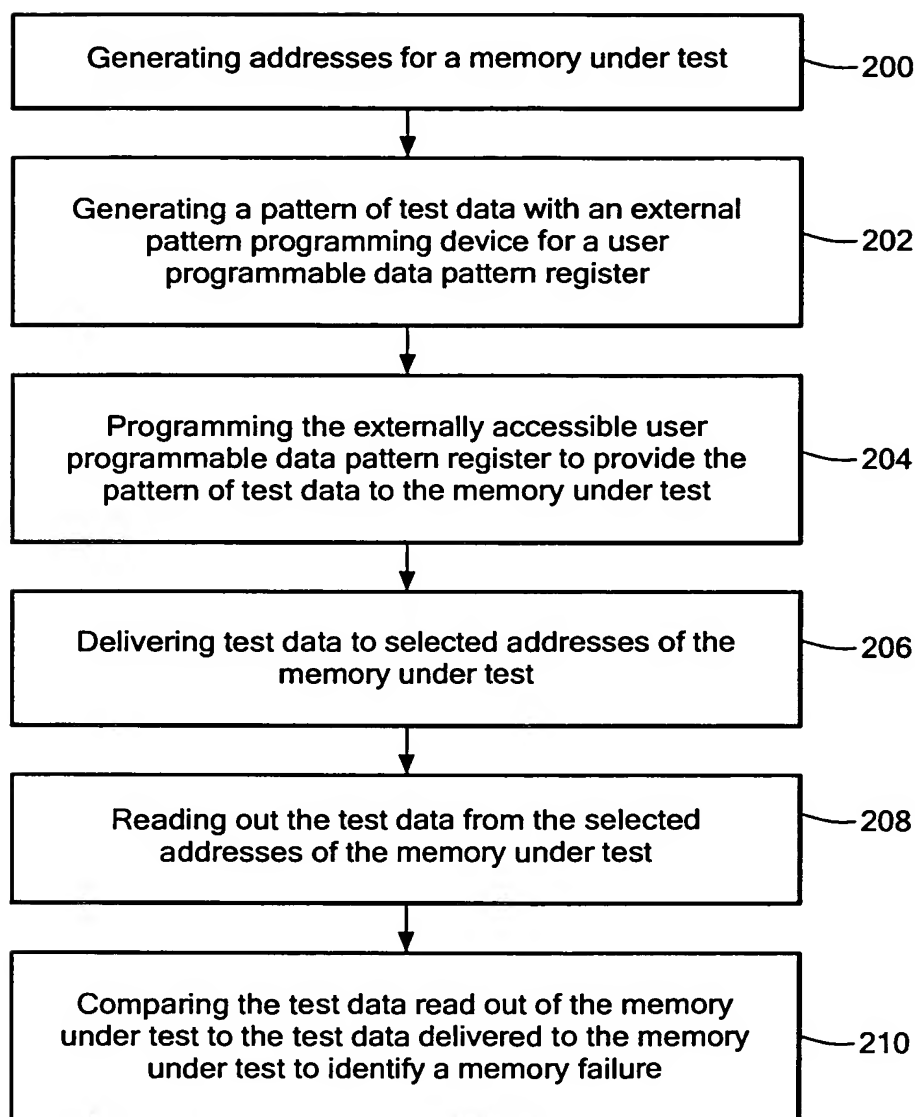 Generating addresses for a memory under test
200
Generating a pattern of test data with an external
pattern programming device for a user
programmable data pattern register
202
Programming the externally accessible user
programmable data pattern register to provide the
pattern of test data to the memory under test
204
Delivering test data to selected addresses of the
memory under test
206
Reading out the test data from the selected
addresses of the memory under test
208
Comparing the test data read out of the memory
under test to the test data delivered to the memory
under test to identify a memory failure
210